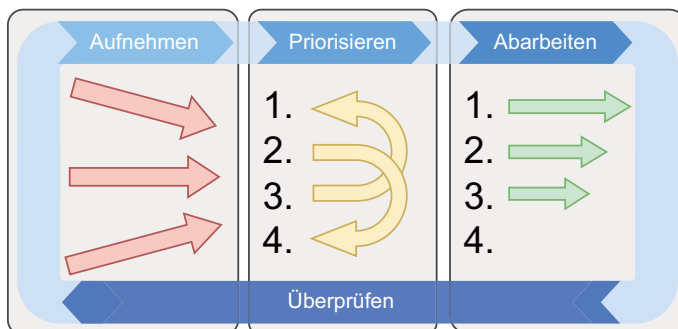 Aufnehmen
Priorisieren
Abarbeiten
1.
2.
3.
4.
1.
2.
3.
4.
Überprüfen